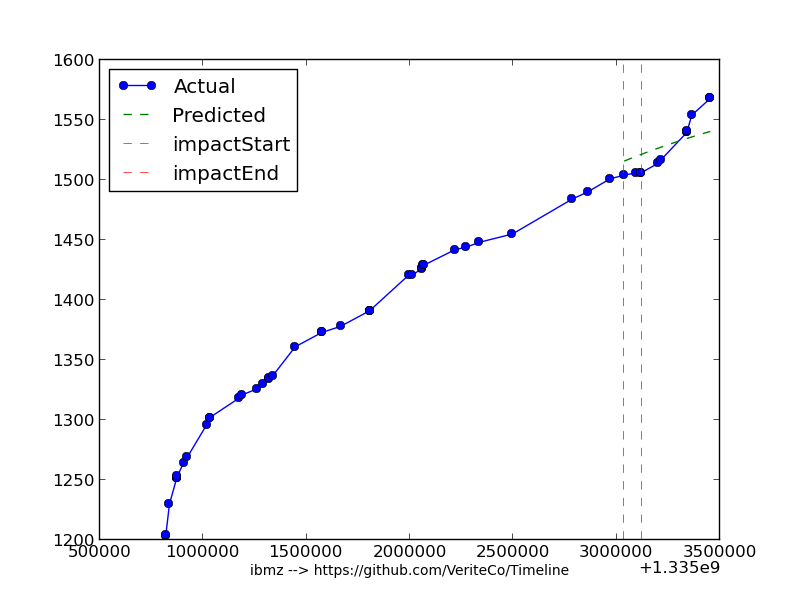 1600
1550
1500
1450
1400
1350
1300
1250
1200
Actual
Predicted
impactStart
impactEnd
500000 1000000 1500000 2000000 2500000 3000000 3500000
+1.335e9
ibmz --> https://github.com/VeriteCo/Timeline